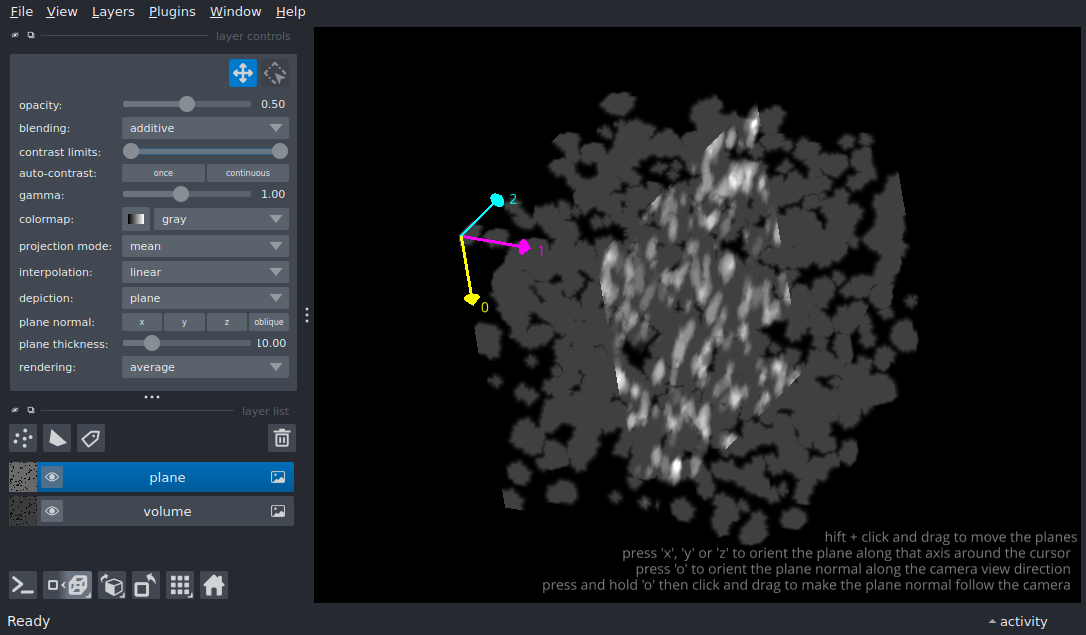 File View Layers Plugins Window Help
layer controls
opacity: 0.50
blending: additive
contrast limits:
auto-contrast: once continuous
gamma: 1.00
colormap: gray
projection mode: mean
interpolation: linear
depiction: plane
plane normal: x y z oblique
plane thickness: 10.00
rendering: average
layer list
plane
volume
2
1
0
hift + click and drag to move the planes
press 'x', 'y' or 'z' to orient the plane along that axis around the cursor
press 'o' to orient the plane normal along the camera view direction
press and hold 'o' then click and drag to make the plane normal follow the camera
Ready
activity